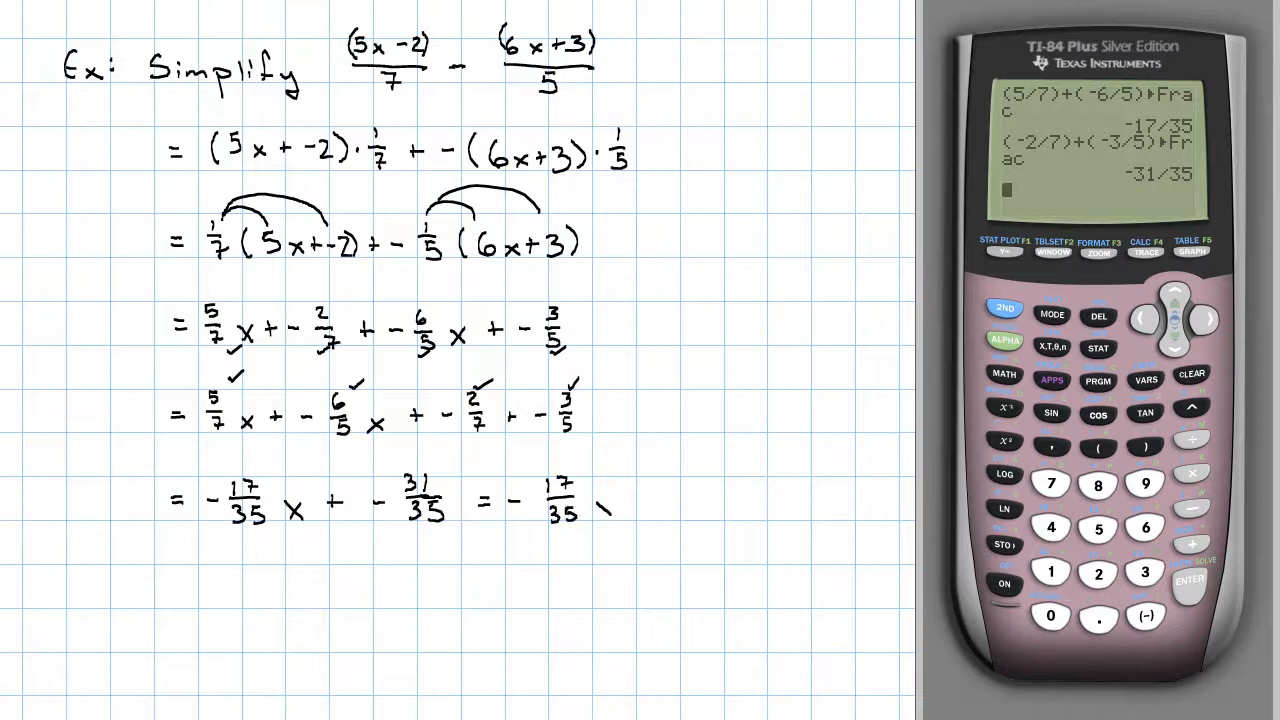 Ex: Simplify (5x-2)/7 - (6x+3)/5
= (5x + -2)·1/7 + -(6x+3)·1/5
= 1/7(5x+-2) + -1/5(6x+3)
= 5/7 x + -2/7 + -6/5 x + -3/5
= 5/7 x + -6/5 x + -2/7 + -3/5
= -17/35 x + -31/35 = -17/35
TI-84 Plus Silver Edition
TEXAS INSTRUMENTS
(5/7)+(-6/5)▶Fra
c
-17/35
(-2/7)+(-3/5)▶Fr
ac
-31/35
STAT PLOT F1 TBLSET F2 FORMAT F3 CALC F4 TABLE F5
Y= WINDOW ZOOM TRACE GRAPH
2ND MODE DEL
ALPHA X,T,θ,n STAT
MATH APPS PRGM VARS CLEAR
x⁻¹ SIN COS TAN ^
x² , ( ) ÷
LOG 7 8 9 ×
LN 4 5 6 −
STO▸ 1 2 3 +
ON 0 . (-) ENTER